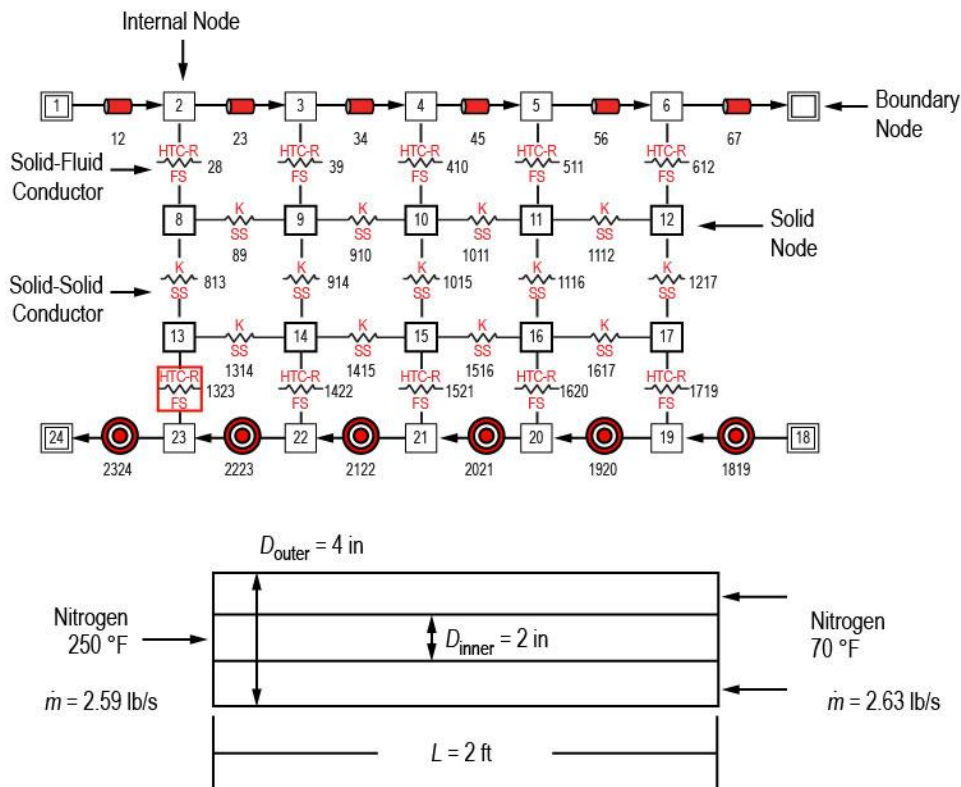 Internal Node
1 2 3 4 5 6
Boundary
Node
12 23 34 45 56 67
Solid-Fluid
Conductor
HTC-R HTC-R HTC-R HTC-R HTC-R
28 39 410 511 612
FS FS FS FS FS
K K K K
8 9 10 11 12
Solid
Node
SS SS SS SS
89 910 1011 1112
Solid-Solid
Conductor
K K K K K
813 914 1015 1116 1217
SS SS SS SS SS
K K K K
13 14 15 16 17
SS SS SS SS
1314 1415 1516 1617
HTC-R HTC-R HTC-R HTC-R HTC-R
1323 1422 1521 1620 1719
FS FS FS FS FS
24 23 22 21 20 19 18
2324 2223 2122 2021 1920 1819
D outer = 4 in
Nitrogen
250 °F
D inner = 2 in
Nitrogen
70 °F
ṁ = 2.59 lb/s
ṁ = 2.63 lb/s
L = 2 ft